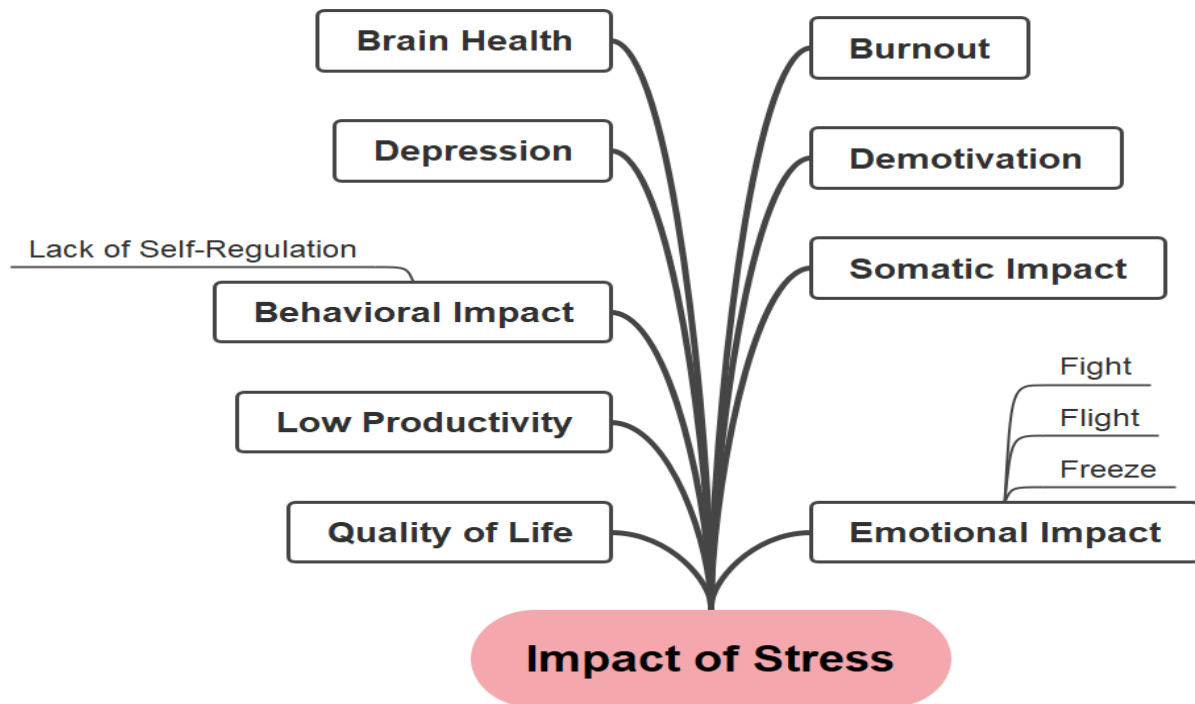 Brain Health
Burnout
Depression
Demotivation
Lack of Self-Regulation
Behavioral Impact
Somatic Impact
Low Productivity
Fight
Flight
Freeze
Quality of Life
Emotional Impact
Impact of Stress